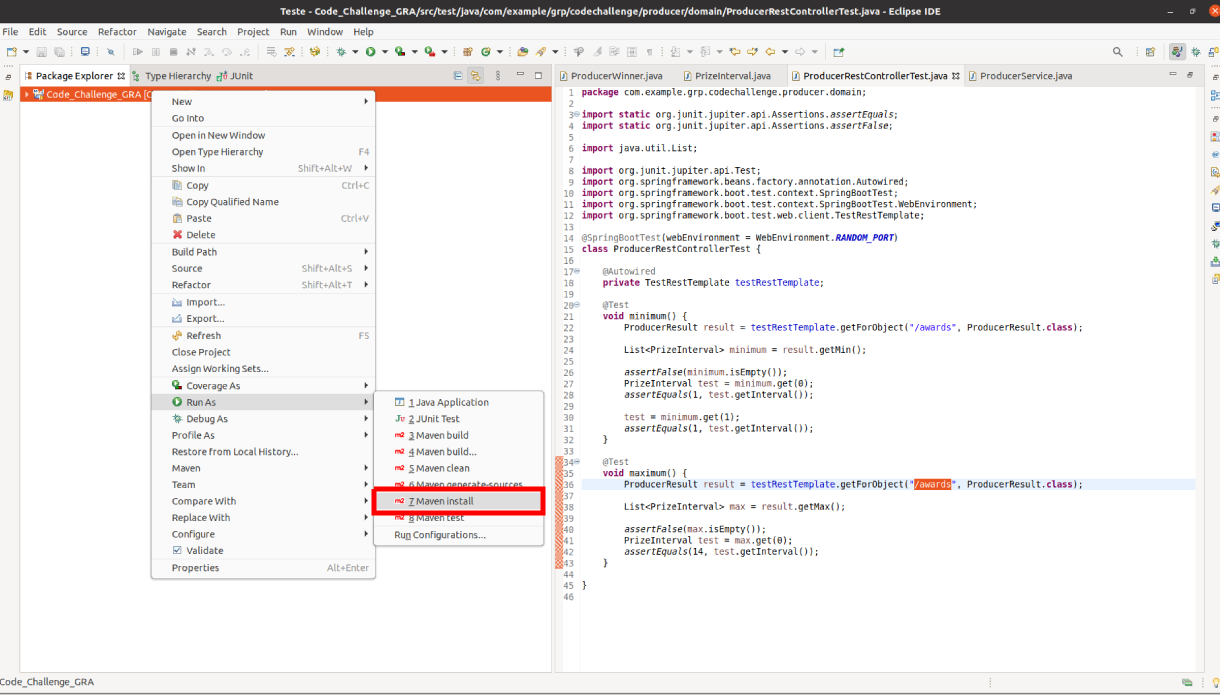 Teste - Code_Challenge_GRA/src/test/java/com/example/grp/codechallenge/producer/domain/ProducerRestControllerTest.java - Eclipse IDE
File Edit Source Refactor Navigate Search Project Run Window Help
Package Explorer Type Hierarchy JUnit
Code_Challenge_GRA
New
Go Into
Open in New Window
Open Type Hierarchy F4
Show In Shift+Alt+W
Copy Ctrl+C
Copy Qualified Name
Paste Ctrl+V
Delete
Build Path
Source Shift+Alt+S
Refactor Shift+Alt+T
Import...
Export...
Refresh F5
Close Project
Assign Working Sets...
Coverage As
Run As
Debug As
Profile As
Restore from Local History...
Maven
Team
Compare With
Replace With
Configure
Validate
Properties Alt+Enter
1 Java Application
Ju 2 JUnit Test
m2 3 Maven build
m2 4 Maven build...
m2 5 Maven clean
m2 6 Maven generate-sources
m2 7 Maven install
m2 8 Maven test
Run Configurations...
ProducerWinner.java PrizeInterval.java ProducerRestControllerTest.java ProducerService.java
1 package com.example.grp.codechallenge.producer.domain;
2
3 import static org.junit.jupiter.api.Assertions.assertEquals;
4 import static org.junit.jupiter.api.Assertions.assertFalse;
5
6 import java.util.List;
7
8 import org.junit.jupiter.api.Test;
9 import org.springframework.beans.factory.annotation.Autowired;
10 import org.springframework.boot.test.context.SpringBootTest;
11 import org.springframework.boot.test.context.SpringBootTest.WebEnvironment;
12 import org.springframework.boot.test.web.client.TestRestTemplate;
13
14 @SpringBootTest(webEnvironment = WebEnvironment.RANDOM_PORT)
15 class ProducerRestControllerTest {
16
17 @Autowired
18 private TestRestTemplate testRestTemplate;
19
20 @Test
21 void minimum() {
22 ProducerResult result = testRestTemplate.getForObject("/awards", ProducerResult.class);
23
24 List<PrizeInterval> minimum = result.getMin();
25
26 assertFalse(minimum.isEmpty());
27 PrizeInterval test = minimum.get(0);
28 assertEquals(1, test.getInterval());
29
30 test = minimum.get(1);
31 assertEquals(1, test.getInterval());
32 }
33
34 @Test
35 void maximum() {
36 ProducerResult result = testRestTemplate.getForObject("/awards", ProducerResult.class);
37
38 List<PrizeInterval> max = result.getMax();
39
40 assertFalse(max.isEmpty());
41 PrizeInterval test = max.get(0);
42 assertEquals(14, test.getInterval());
43 }
44
45 }
46
Code_Challenge_GRA